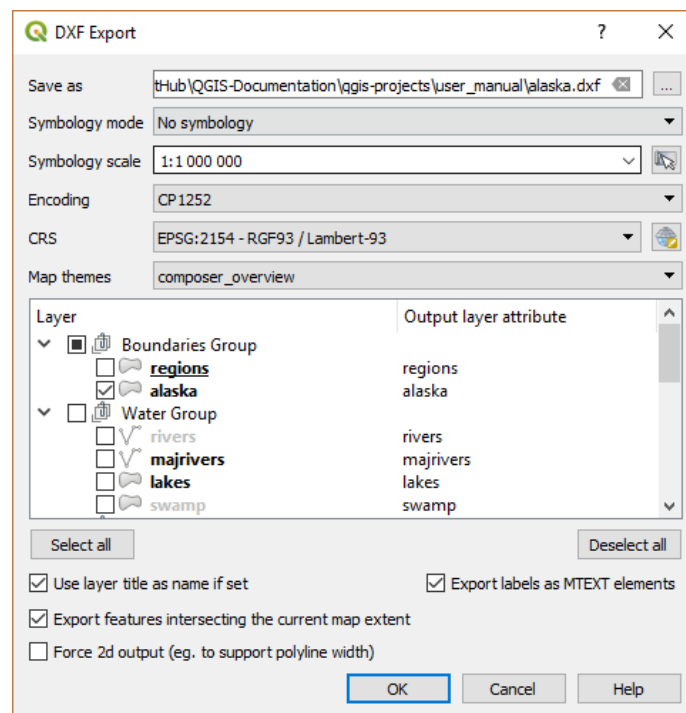 DXF Export ?
Save as tHub\QGIS-Documentation\qgis-projects\user_manual\alaska.dxf ...
Symbology mode No symbology
Symbology scale 1:1 000 000
Encoding CP1252
CRS EPSG:2154 - RGF93 / Lambert-93
Map themes composer_overview
Layer Output layer attribute
Boundaries Group
regions regions
alaska alaska
Water Group
rivers rivers
majrivers majrivers
lakes lakes
swamp swamp
Select all Deselect all
Use layer title as name if set Export labels as MTEXT elements
Export features intersecting the current map extent
Force 2d output (eg. to support polyline width)
OK Cancel Help